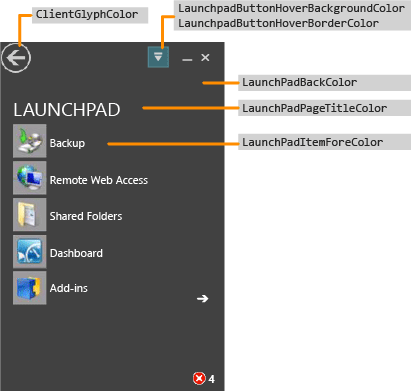 ClientGlyphColor
LaunchpadButtonHoverBackgroundColor
LaunchpadButtonHoverBorderColor
LaunchPadBackColor
LAUNCHPAD
LaunchPadPageTitleColor
Backup
LaunchPadItemForeColor
Remote Web Access
Shared Folders
Dashboard
Add-ins
4